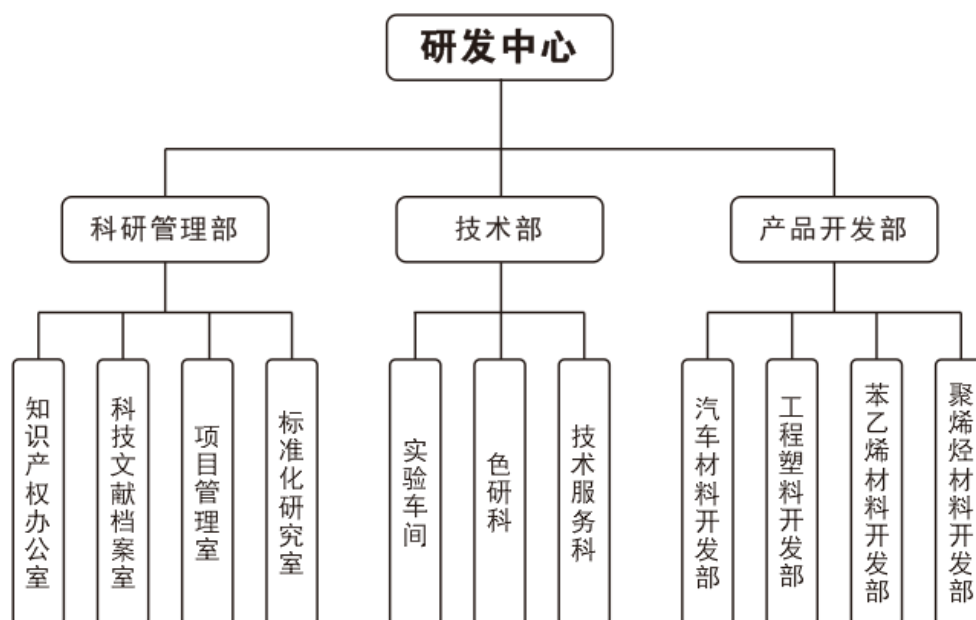 研发中心
科研管理部
技术部
产品开发部
知识产权办公室
科技文献档案室
项目管理室
标准化研究室
实验车间
色研科
技术服务科
汽车材料开发部
工程塑料开发部
苯乙烯材料开发部
聚烯烃材料开发部